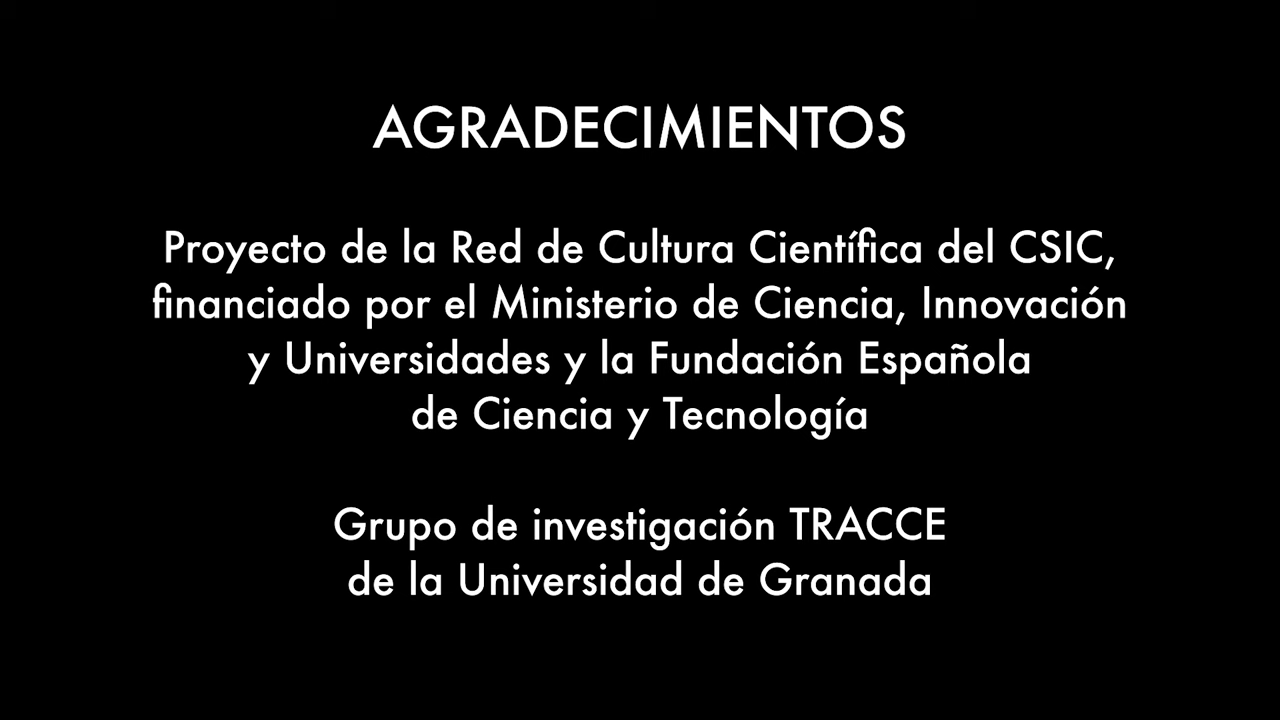 AGRADECIMIENTOS
Proyecto de la Red de Cultura Científica del CSIC,
financiado por el Ministerio de Ciencia, Innovación
y Universidades y la Fundación Española
de Ciencia y Tecnología
Grupo de investigación TRACCE
de la Universidad de Granada